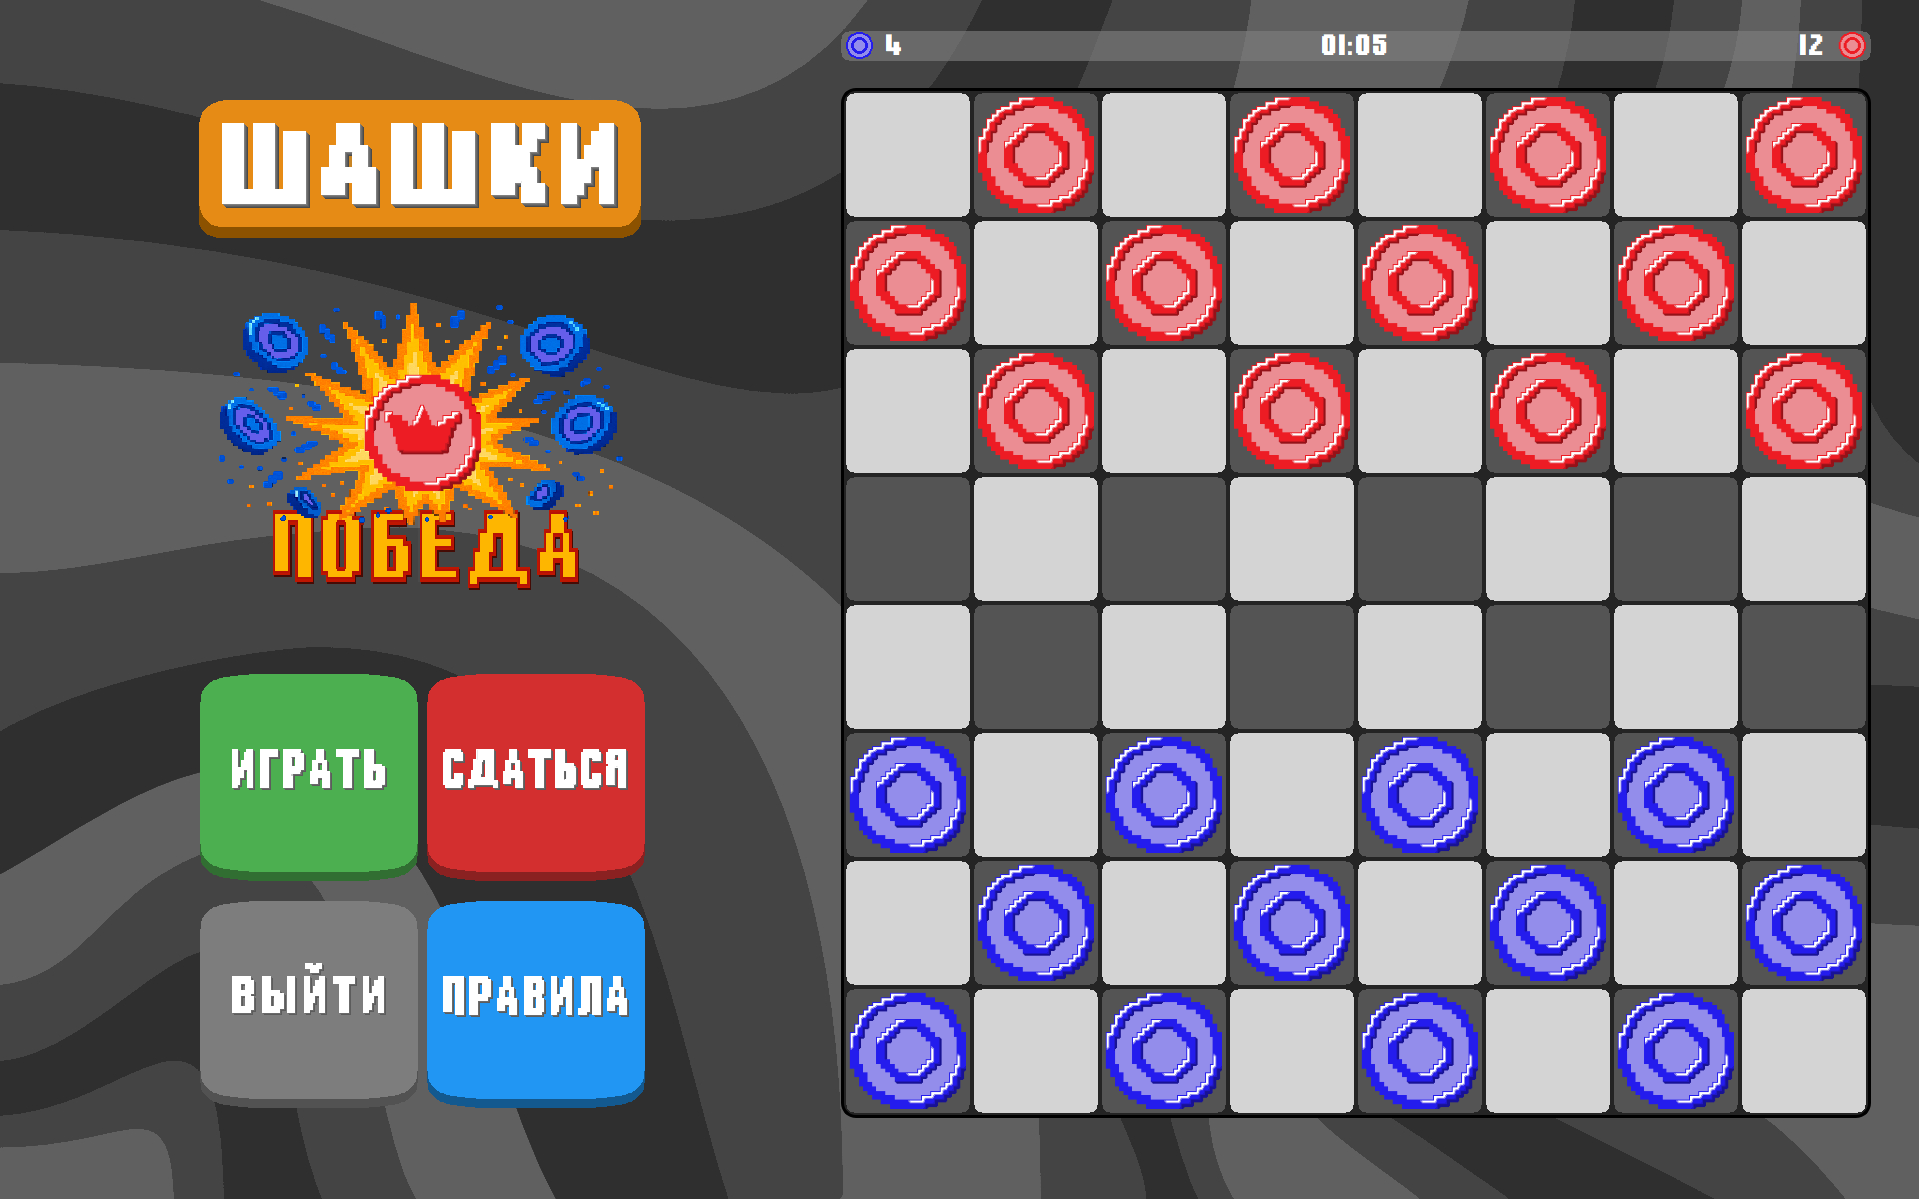 4 01:05 12
ШАШКИ
ПОБЕДА
ИГРАТЬ СДАТЬСЯ
ВЫЙТИ ПРАВИЛА